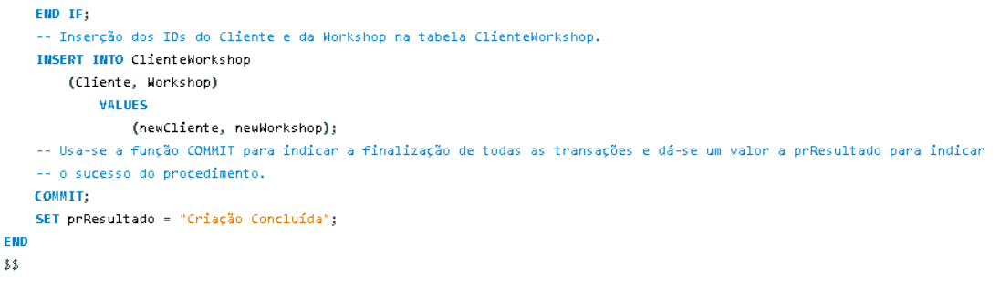 END IF;
-- Inserção dos IDs do Cliente e da Workshop na tabela ClienteWorkshop.
INSERT INTO ClienteWorkshop
(Cliente, Workshop)
VALUES
(newCliente, newWorkshop);
-- Usa-se a função COMMIT para indicar a finalização de todas as transações e dá-se um valor a prResultado para indicar
-- o sucesso do procedimento.
COMMIT;
SET prResultado = "Criação Concluída";
END
$$